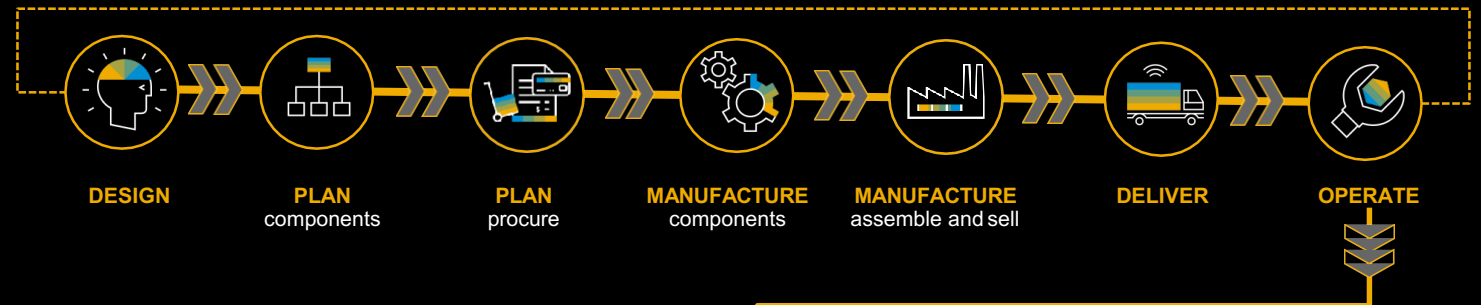 DESIGN
PLAN
components
PLAN
procure
MANUFACTURE
components
MANUFACTURE
assemble and sell
DELIVER
OPERATE